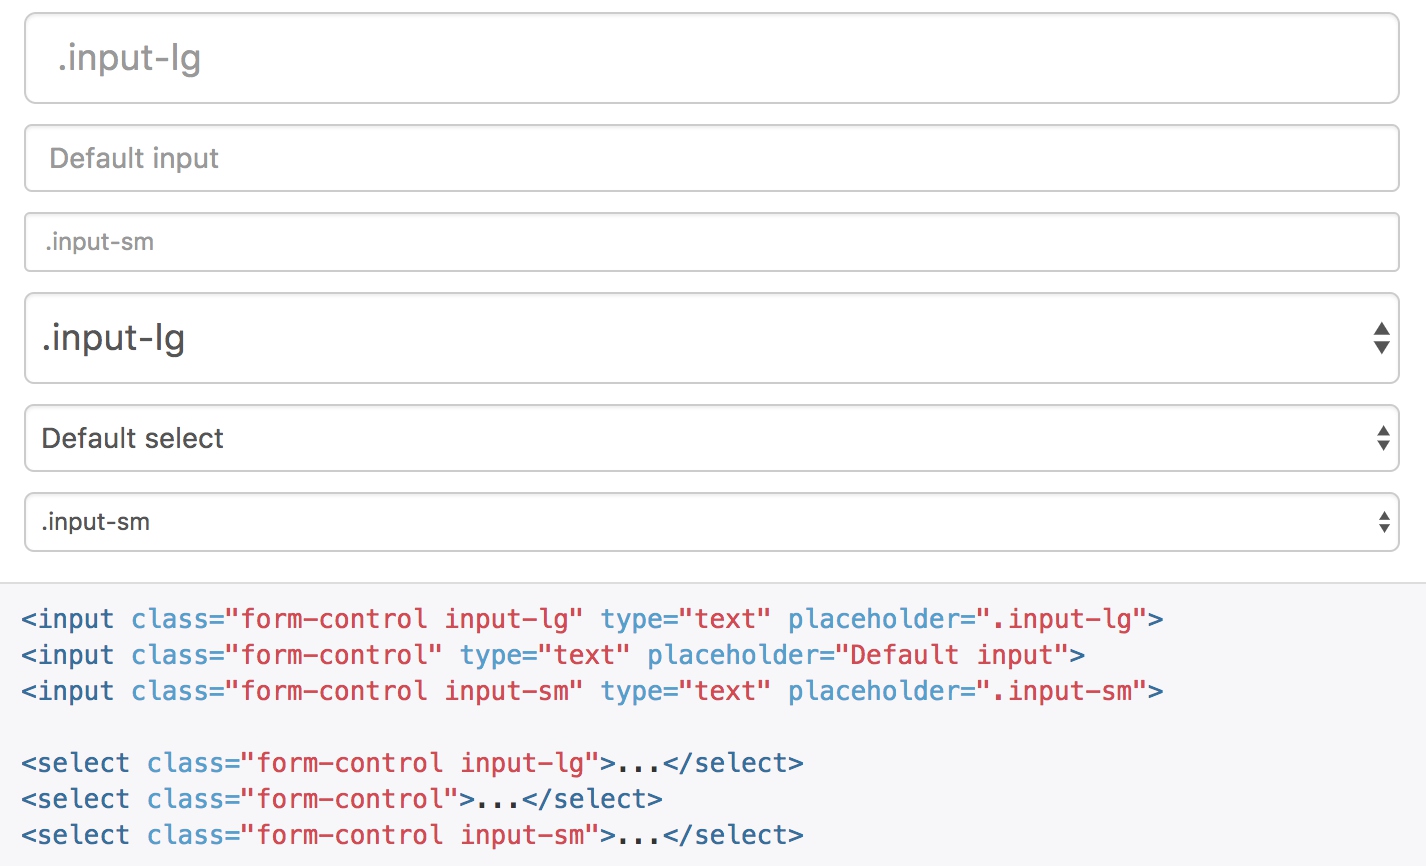 .input-lg
Default input
.input-sm
.input-lg
Default select
.input-sm
<input class="form-control input-lg" type="text" placeholder=".input-lg">
<input class="form-control" type="text" placeholder="Default input">
<input class="form-control input-sm" type="text" placeholder=".input-sm">
<select class="form-control input-lg">...</select>
<select class="form-control">...</select>
<select class="form-control input-sm">...</select>